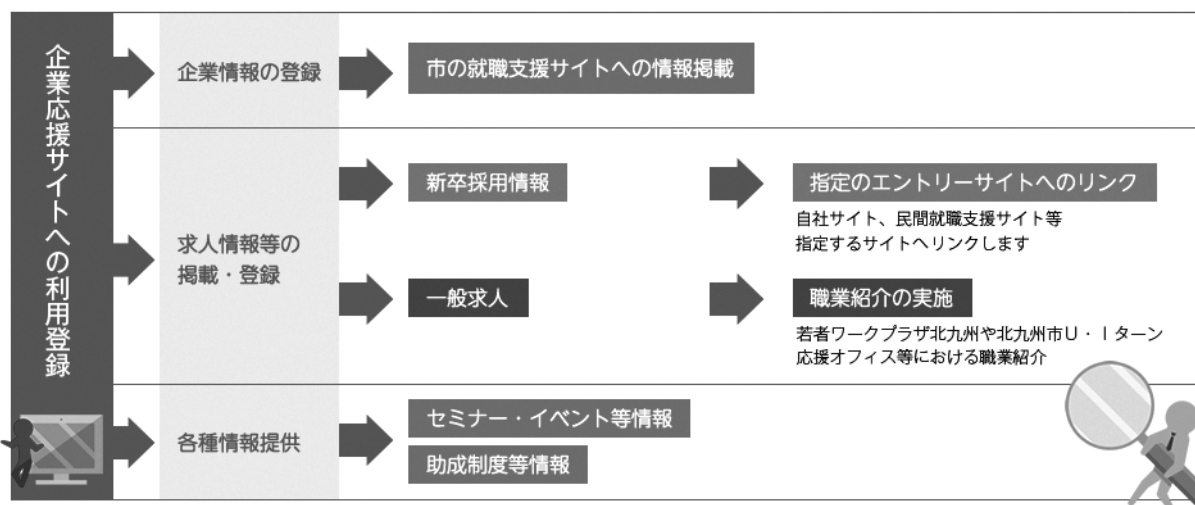 企業応援サイトへの利用登録
企業情報の登録
市の就職支援サイトへの情報掲載
求人情報等の
掲載・登録
新卒採用情報
指定のエントリーサイトへのリンク
自社サイト、民間就職支援サイト等
指定するサイトへリンクします
一般求人
職業紹介の実施
若者ワークプラザ北九州や北九州市U・Iターン
応援オフィス等における職業紹介
各種情報提供
セミナー・イベント等情報
助成制度等情報